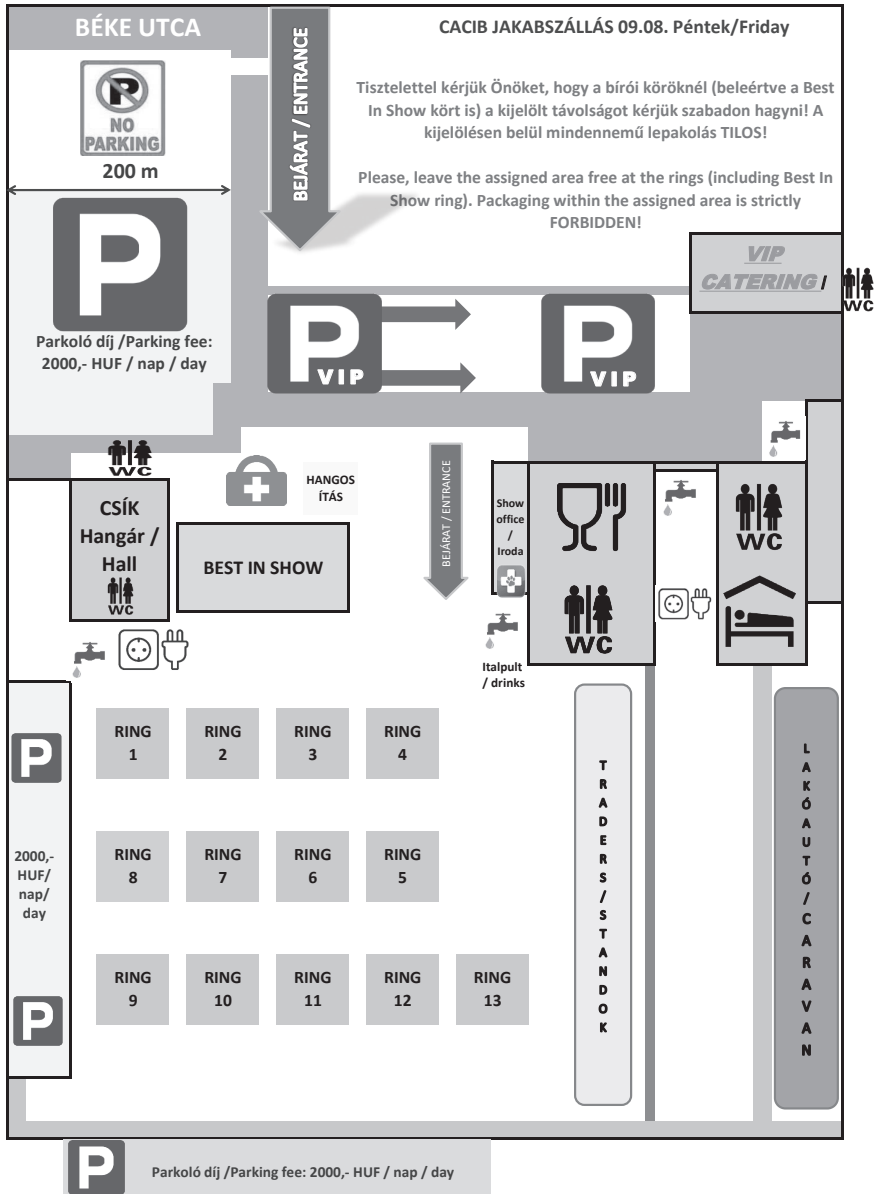 BÉKE UTCA
CACIB JAKABSZÁLLÁS 09.08. Péntek/Friday
P
NO
PARKING
200 m
BEJÁRAT / ENTRANCE
Tisztelettel kérjük Önöket, hogy a bírói köröknél (beleértve a Best
In Show kört is) a kijelölt távolságot kérjük szabadon hagyni! A
kijelölésen belül mindennemű lepakolás TILOS!
Please, leave the assigned area free at the rings (including Best In
Show ring). Packaging within the assigned area is strictly
FORBIDDEN!
P
Parkoló díj /Parking fee:
2000,- HUF / nap / day
VIP
CATERING /
WC
P
VIP
P
VIP
WC
CSÍK
Hangár /
Hall
WC
HANGOS
ÍTÁS
BEST IN SHOW
BEJÁRAT / ENTRANCE
Show
office
/
Iroda
WC
WC
Italpult
/ drinks
P
2000,-
HUF/
nap/
day
P
RING
1
RING
2
RING
3
RING
4
RING
8
RING
7
RING
6
RING
5
RING
9
RING
10
RING
11
RING
12
RING
13
TRADERS/STANDOK
LAKÓAUTÓ/CARAVAN
P
Parkoló díj /Parking fee: 2000,- HUF / nap / day